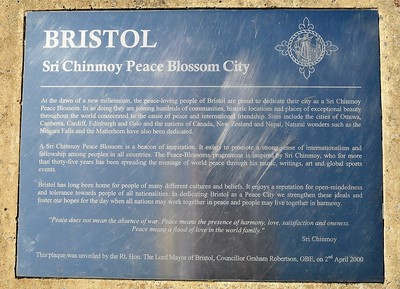 BRISTOL
Sri Chinmoy Peace Blossom City
At the dawn of a new millennium, the peace-loving people of Bristol are proud to dedicate their city as a Sri Chinmoy
Peace Blossom. In so doing they are joining hundreds of communities, historic locations and places of exceptional beauty
throughout the world consecrated to the cause of peace and international friendship. Sites include the cities of Ottawa,
Canberra, Cardiff, Edinburgh and Oslo and the nations of Canada, New Zealand and Nepal. Natural wonders such as the
Niagara Falls and the Matterhorn have also been dedicated.
A Sri Chinmoy Peace Blossom is a beacon of inspiration. It exists to promote a strong sense of internationalism and
fellowship among peoples in all countries. The Peace-Blossoms programme is inspired by Sri Chinmoy, who for more
than thirty-five years has been spreading the message of world peace through his music, writings, art and global sports
events.
Bristol has long been home for people of many different cultures and beliefs. It enjoys a reputation for open-mindedness
and tolerance towards people of all nationalities. In dedicating Bristol as a Peace City we strengthen these ideals and
foster our hopes for the day when all nations may work together in peace and people may live together in harmony.
"Peace does not mean the absence of war. Peace means the presence of harmony, love, satisfaction and oneness.
Peace means a flood of love in the world family."
Sri Chinmoy
This plaque was unveiled by the Rt. Hon. The Lord Mayor of Bristol, Councillor Graham Robertson, OBE, on 2nd April 2000